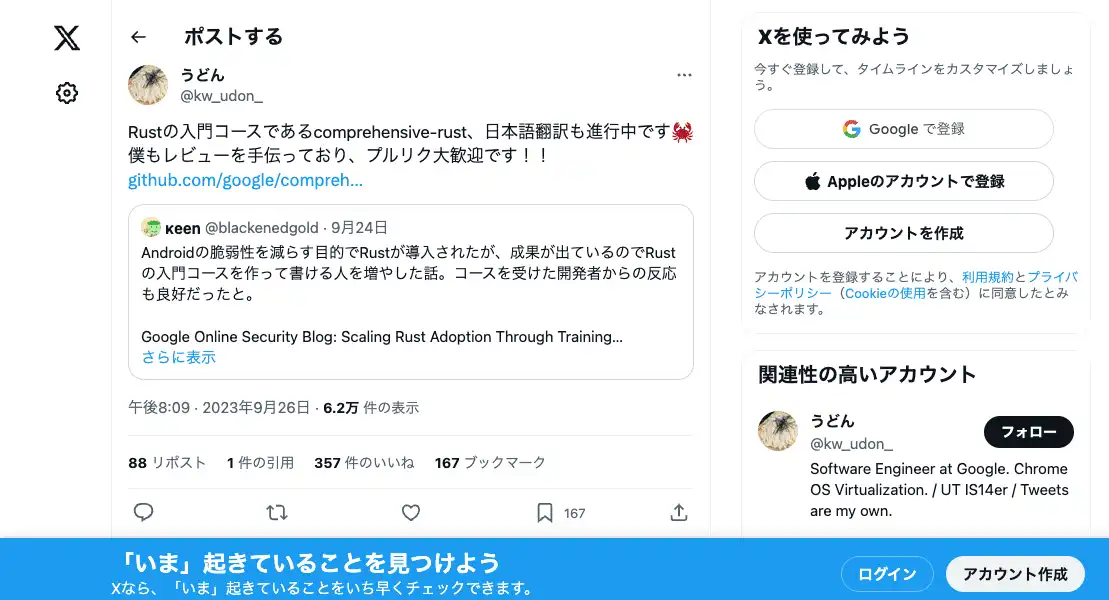 ポストする
うどん
@kw_udon_
Rustの入門コースであるcomprehensive-rust、日本語翻訳も進行中です🦀
僕もレビューを手伝っており、プルリク大歓迎です！！
github.com/google/compreh…
ĸeen @blackenedgold · 9月24日
Androidの脆弱性を減らす目的でRustが導入されたが、成果が出ているのでRust
の入門コースを作って書ける人を増やした話。コースを受けた開発者からの反応
も良好だったと。
Google Online Security Blog: Scaling Rust Adoption Through Training…
さらに表示
午後8:09 · 2023年9月26日 · 6.2万 件の表示
88 リポスト 1 件の引用 357 件のいいね 167 ブックマーク
167
Xを使ってみよう
今すぐ登録して、タイムラインをカスタマイズしましょ
う。
Google で登録
Appleのアカウントで登録
アカウントを作成
アカウントを登録することにより、利用規約とプライバ
シーポリシー（Cookieの使用を含む）に同意したとみ
なされます。
関連性の高いアカウント
うどん
@kw_udon_
フォロー
Software Engineer at Google. Chrome
OS Virtualization. / UT IS14er / Tweets
are my own.
「いま」起きていることを見つけよう
Xなら、「いま」起きていることをいち早くチェックできます。
ログイン
アカウント作成